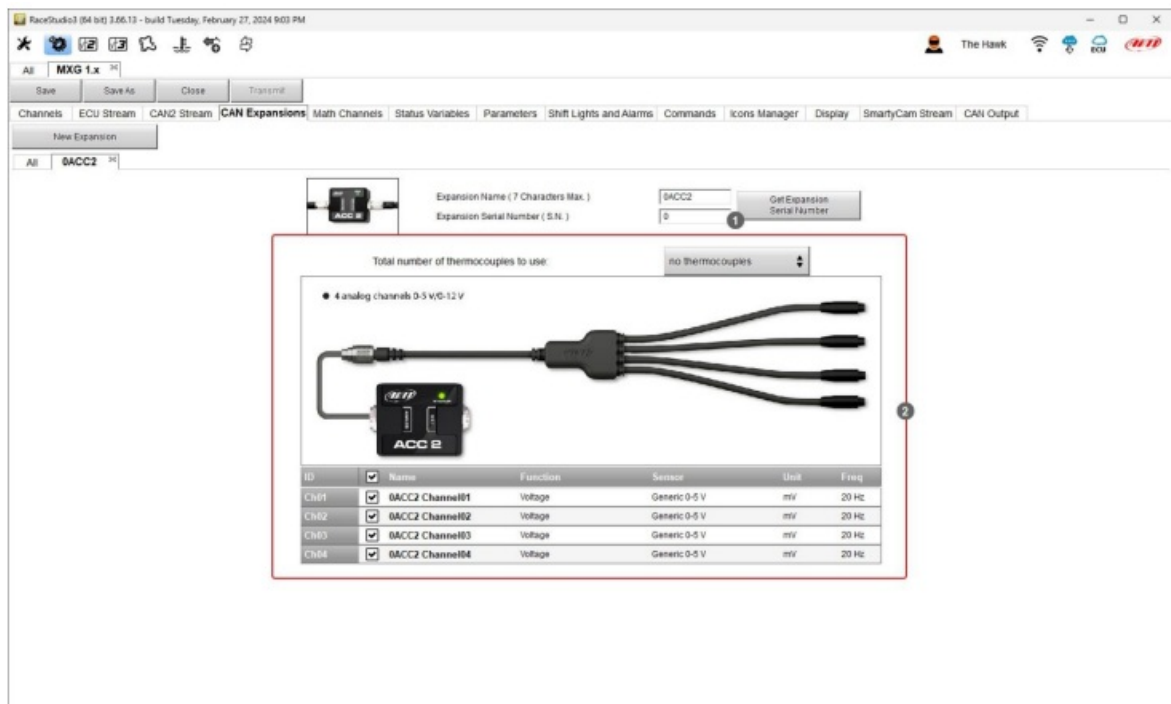 RaceStudio3 (64 bit) 3.66.13 - build Tuesday, February 27, 2024 9:03 PM
The Hawk ECU AiM
All MXG 1.x
Save Save As Close Transmit
Channels ECU Stream CAN2 Stream CAN Expansions Math Channels Status Variables Parameters Shift Lights and Alarms Commands Icons Manager Display SmartyCam Stream CAN Output
New Expansion
All 0ACC2
ACC 2
Expansion Name ( 7 Characters Max. ) 0ACC2
Get Expansion Serial Number
Expansion Serial Number ( S.N. ) 0
1
Total number of thermocouples to use: no thermocouples
4 analog channels 0-5 V/0-12 V
2
ACC 2
ID Name Function Sensor Unit Freq
Ch01 0ACC2 Channel01 Voltage Generic 0-5 V mV 20 Hz
Ch02 0ACC2 Channel02 Voltage Generic 0-5 V mV 20 Hz
Ch03 0ACC2 Channel03 Voltage Generic 0-5 V mV 20 Hz
Ch04 0ACC2 Channel04 Voltage Generic 0-5 V mV 20 Hz